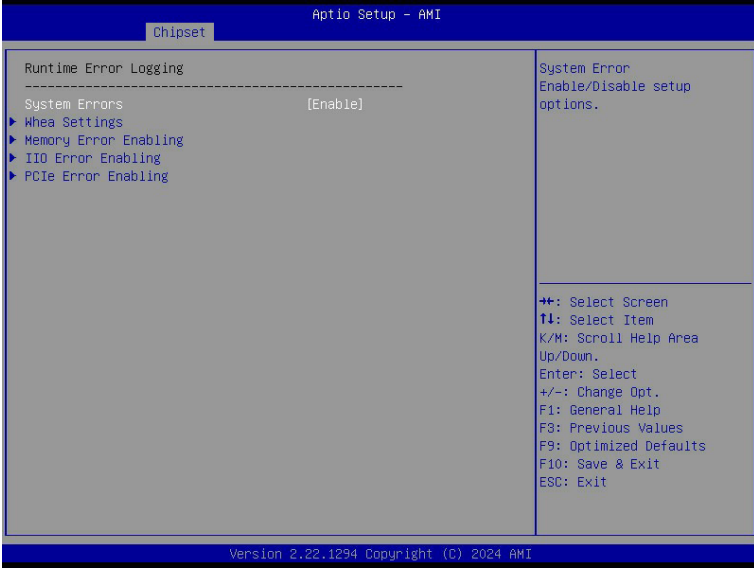 Aptio Setup – AMI
Chipset
Runtime Error Logging
--------------------------------------------------
System Errors [Enable]
Whea Settings
Memory Error Enabling
IIO Error Enabling
PCIe Error Enabling
System Error
Enable/Disable setup
options.
→←: Select Screen
↑↓: Select Item
K/M: Scroll Help Area
Up/Down.
Enter: Select
+/-: Change Opt.
F1: General Help
F3: Previous Values
F9: Optimized Defaults
F10: Save & Exit
ESC: Exit
Version 2.22.1294 Copyright (C) 2024 AMI